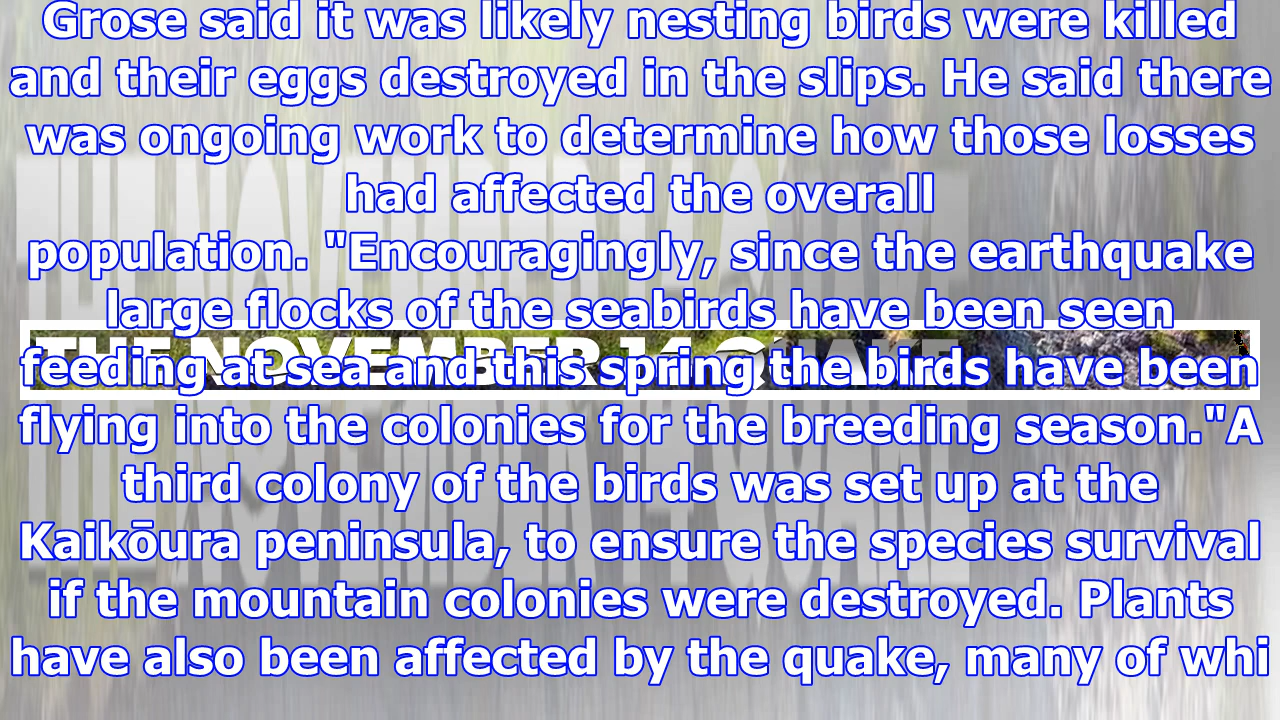 Grose said it was likely nesting birds were killed
and their eggs destroyed in the slips. He said there
was ongoing work to determine how those losses
had affected the overall
population. "Encouragingly, since the earthquake
large flocks of the seabirds have been seen
THE NOVEMBER 14 QUAKE
feeding at sea and this spring the birds have been
flying into the colonies for the breeding season."A
third colony of the birds was set up at the
Kaikōura peninsula, to ensure the species survival
if the mountain colonies were destroyed. Plants
have also been affected by the quake, many of whi